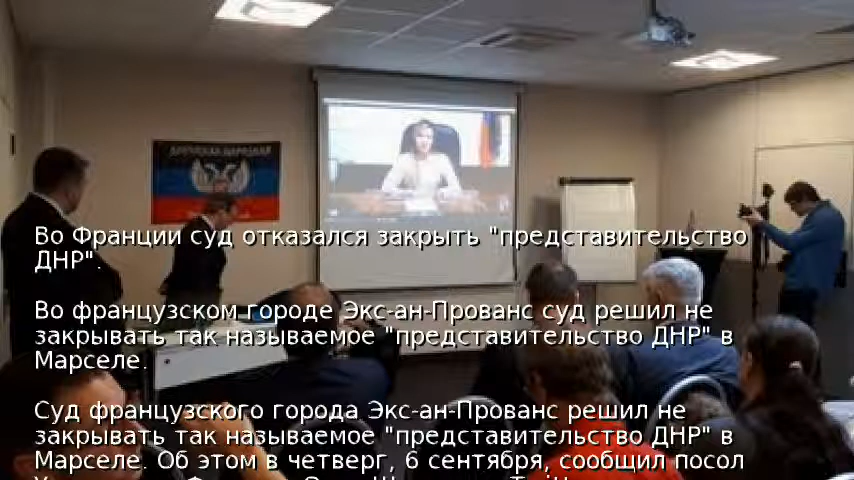 Во Франции суд отказался закрыть "представительство
ДНР".
Во французском городе Экс-ан-Прованс суд решил не
закрывать так называемое "представительство ДНР" в
Марселе.
Суд французского города Экс-ан-Прованс решил не
закрывать так называемое "представительство ДНР" в
Марселе. Об этом в четверг, 6 сентября, сообщил посол